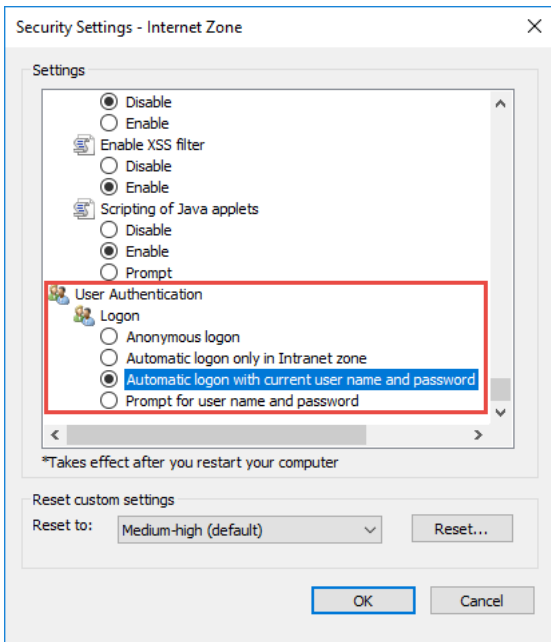 Security Settings - Internet Zone
Settings
Disable
Enable
Enable XSS filter
Disable
Enable
Scripting of Java applets
Disable
Enable
Prompt
User Authentication
Logon
Anonymous logon
Automatic logon only in Intranet zone
Automatic logon with current user name and password
Prompt for user name and password
*Takes effect after you restart your computer
Reset custom settings
Reset to: Medium-high (default) Reset...
OK Cancel